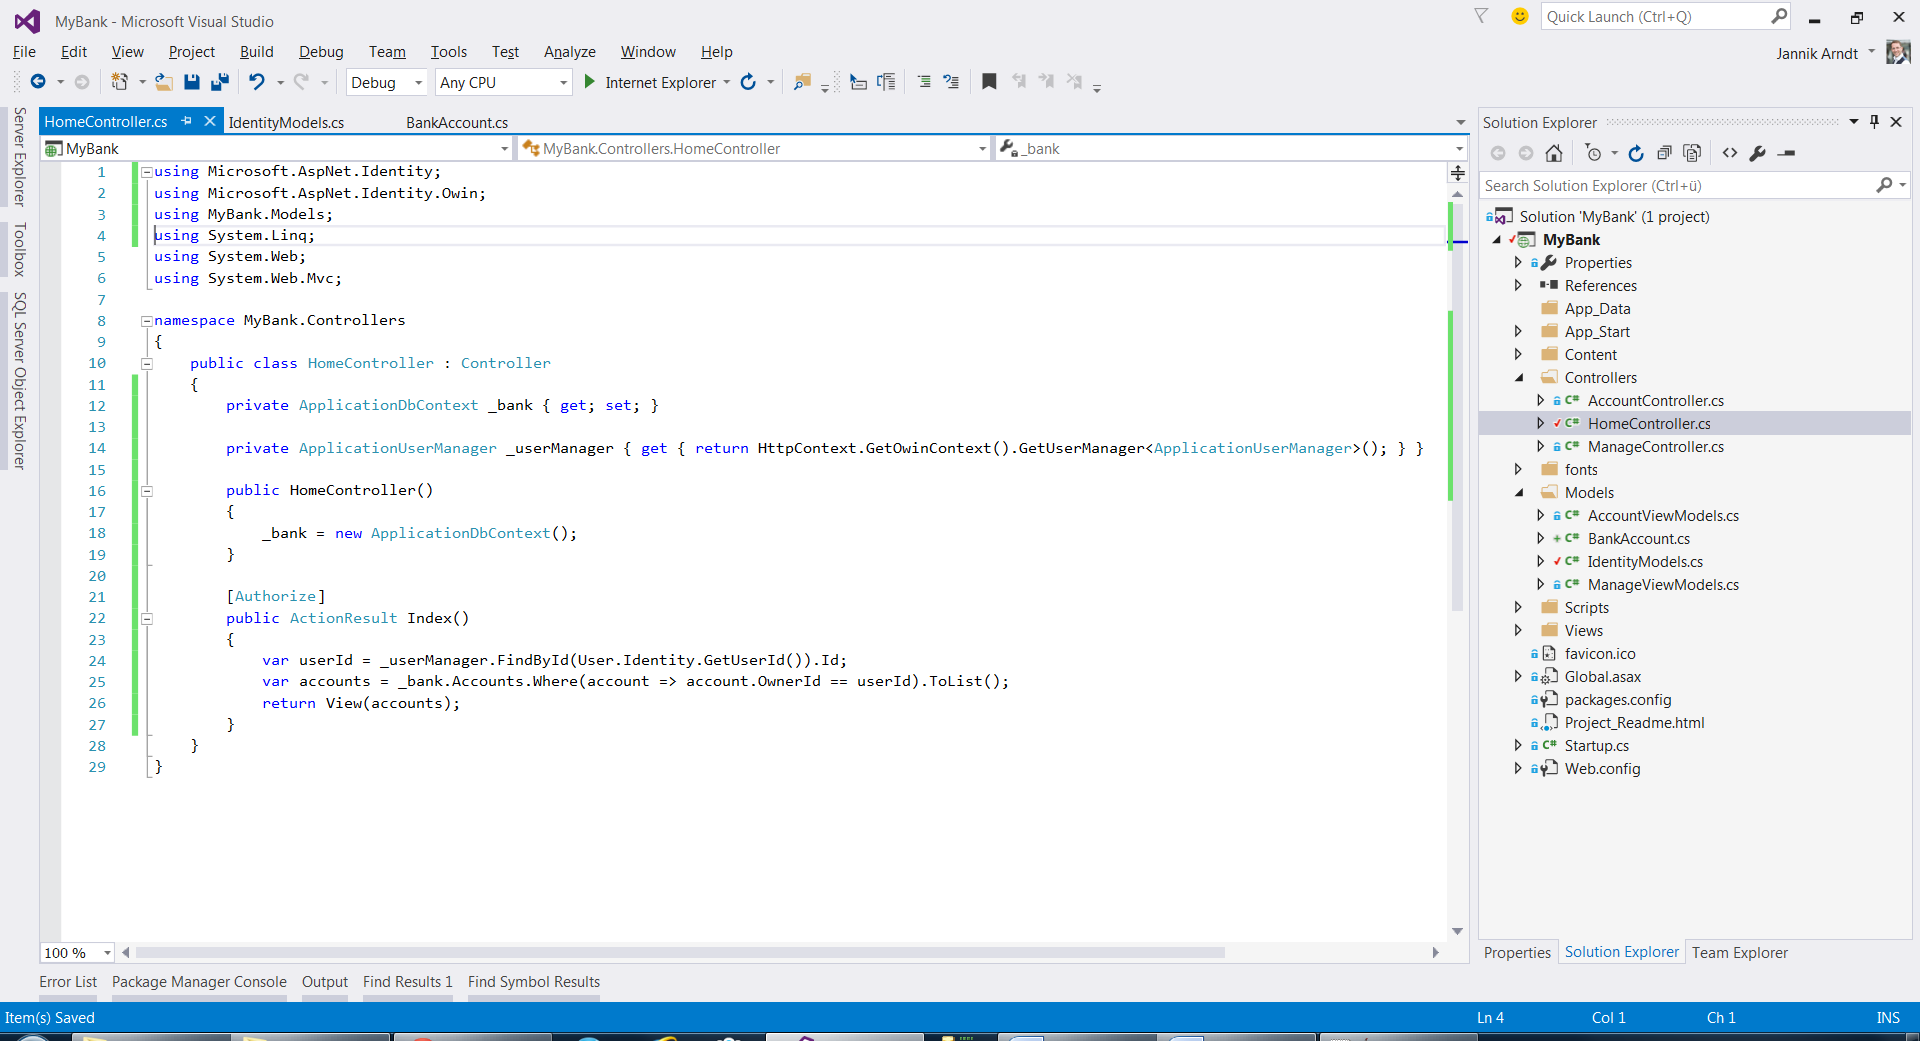 MyBank - Microsoft Visual Studio
Quick Launch (Ctrl+Q)
File Edit View Project Build Debug Team Tools Test Analyze Window Help
Jannik Arndt
Debug Any CPU Internet Explorer
Server Explorer
Toolbox
SQL Server Object Explorer
HomeController.cs IdentityModels.cs BankAccount.cs
MyBank MyBank.Controllers.HomeController _bank
1 using Microsoft.AspNet.Identity;
2 using Microsoft.AspNet.Identity.Owin;
3 using MyBank.Models;
4 using System.Linq;
5 using System.Web;
6 using System.Web.Mvc;
7
8 namespace MyBank.Controllers
9 {
10 public class HomeController : Controller
11 {
12 private ApplicationDbContext _bank { get; set; }
13
14 private ApplicationUserManager _userManager { get { return HttpContext.GetOwinContext().GetUserManager<ApplicationUserManager>(); } }
15
16 public HomeController()
17 {
18 _bank = new ApplicationDbContext();
19 }
20
21 [Authorize]
22 public ActionResult Index()
23 {
24 var userId = _userManager.FindById(User.Identity.GetUserId()).Id;
25 var accounts = _bank.Accounts.Where(account => account.OwnerId == userId).ToList();
26 return View(accounts);
27 }
28 }
29 }
100 %
Solution Explorer
Search Solution Explorer (Ctrl+ü)
Solution 'MyBank' (1 project)
MyBank
Properties
References
App_Data
App_Start
Content
Controllers
C# AccountController.cs
C# HomeController.cs
C# ManageController.cs
fonts
Models
C# AccountViewModels.cs
C# BankAccount.cs
C# IdentityModels.cs
C# ManageViewModels.cs
Scripts
Views
favicon.ico
Global.asax
packages.config
Project_Readme.html
C# Startup.cs
Web.config
Properties Solution Explorer Team Explorer
Error List Package Manager Console Output Find Results 1 Find Symbol Results
Item(s) Saved Ln 4 Col 1 Ch 1 INS